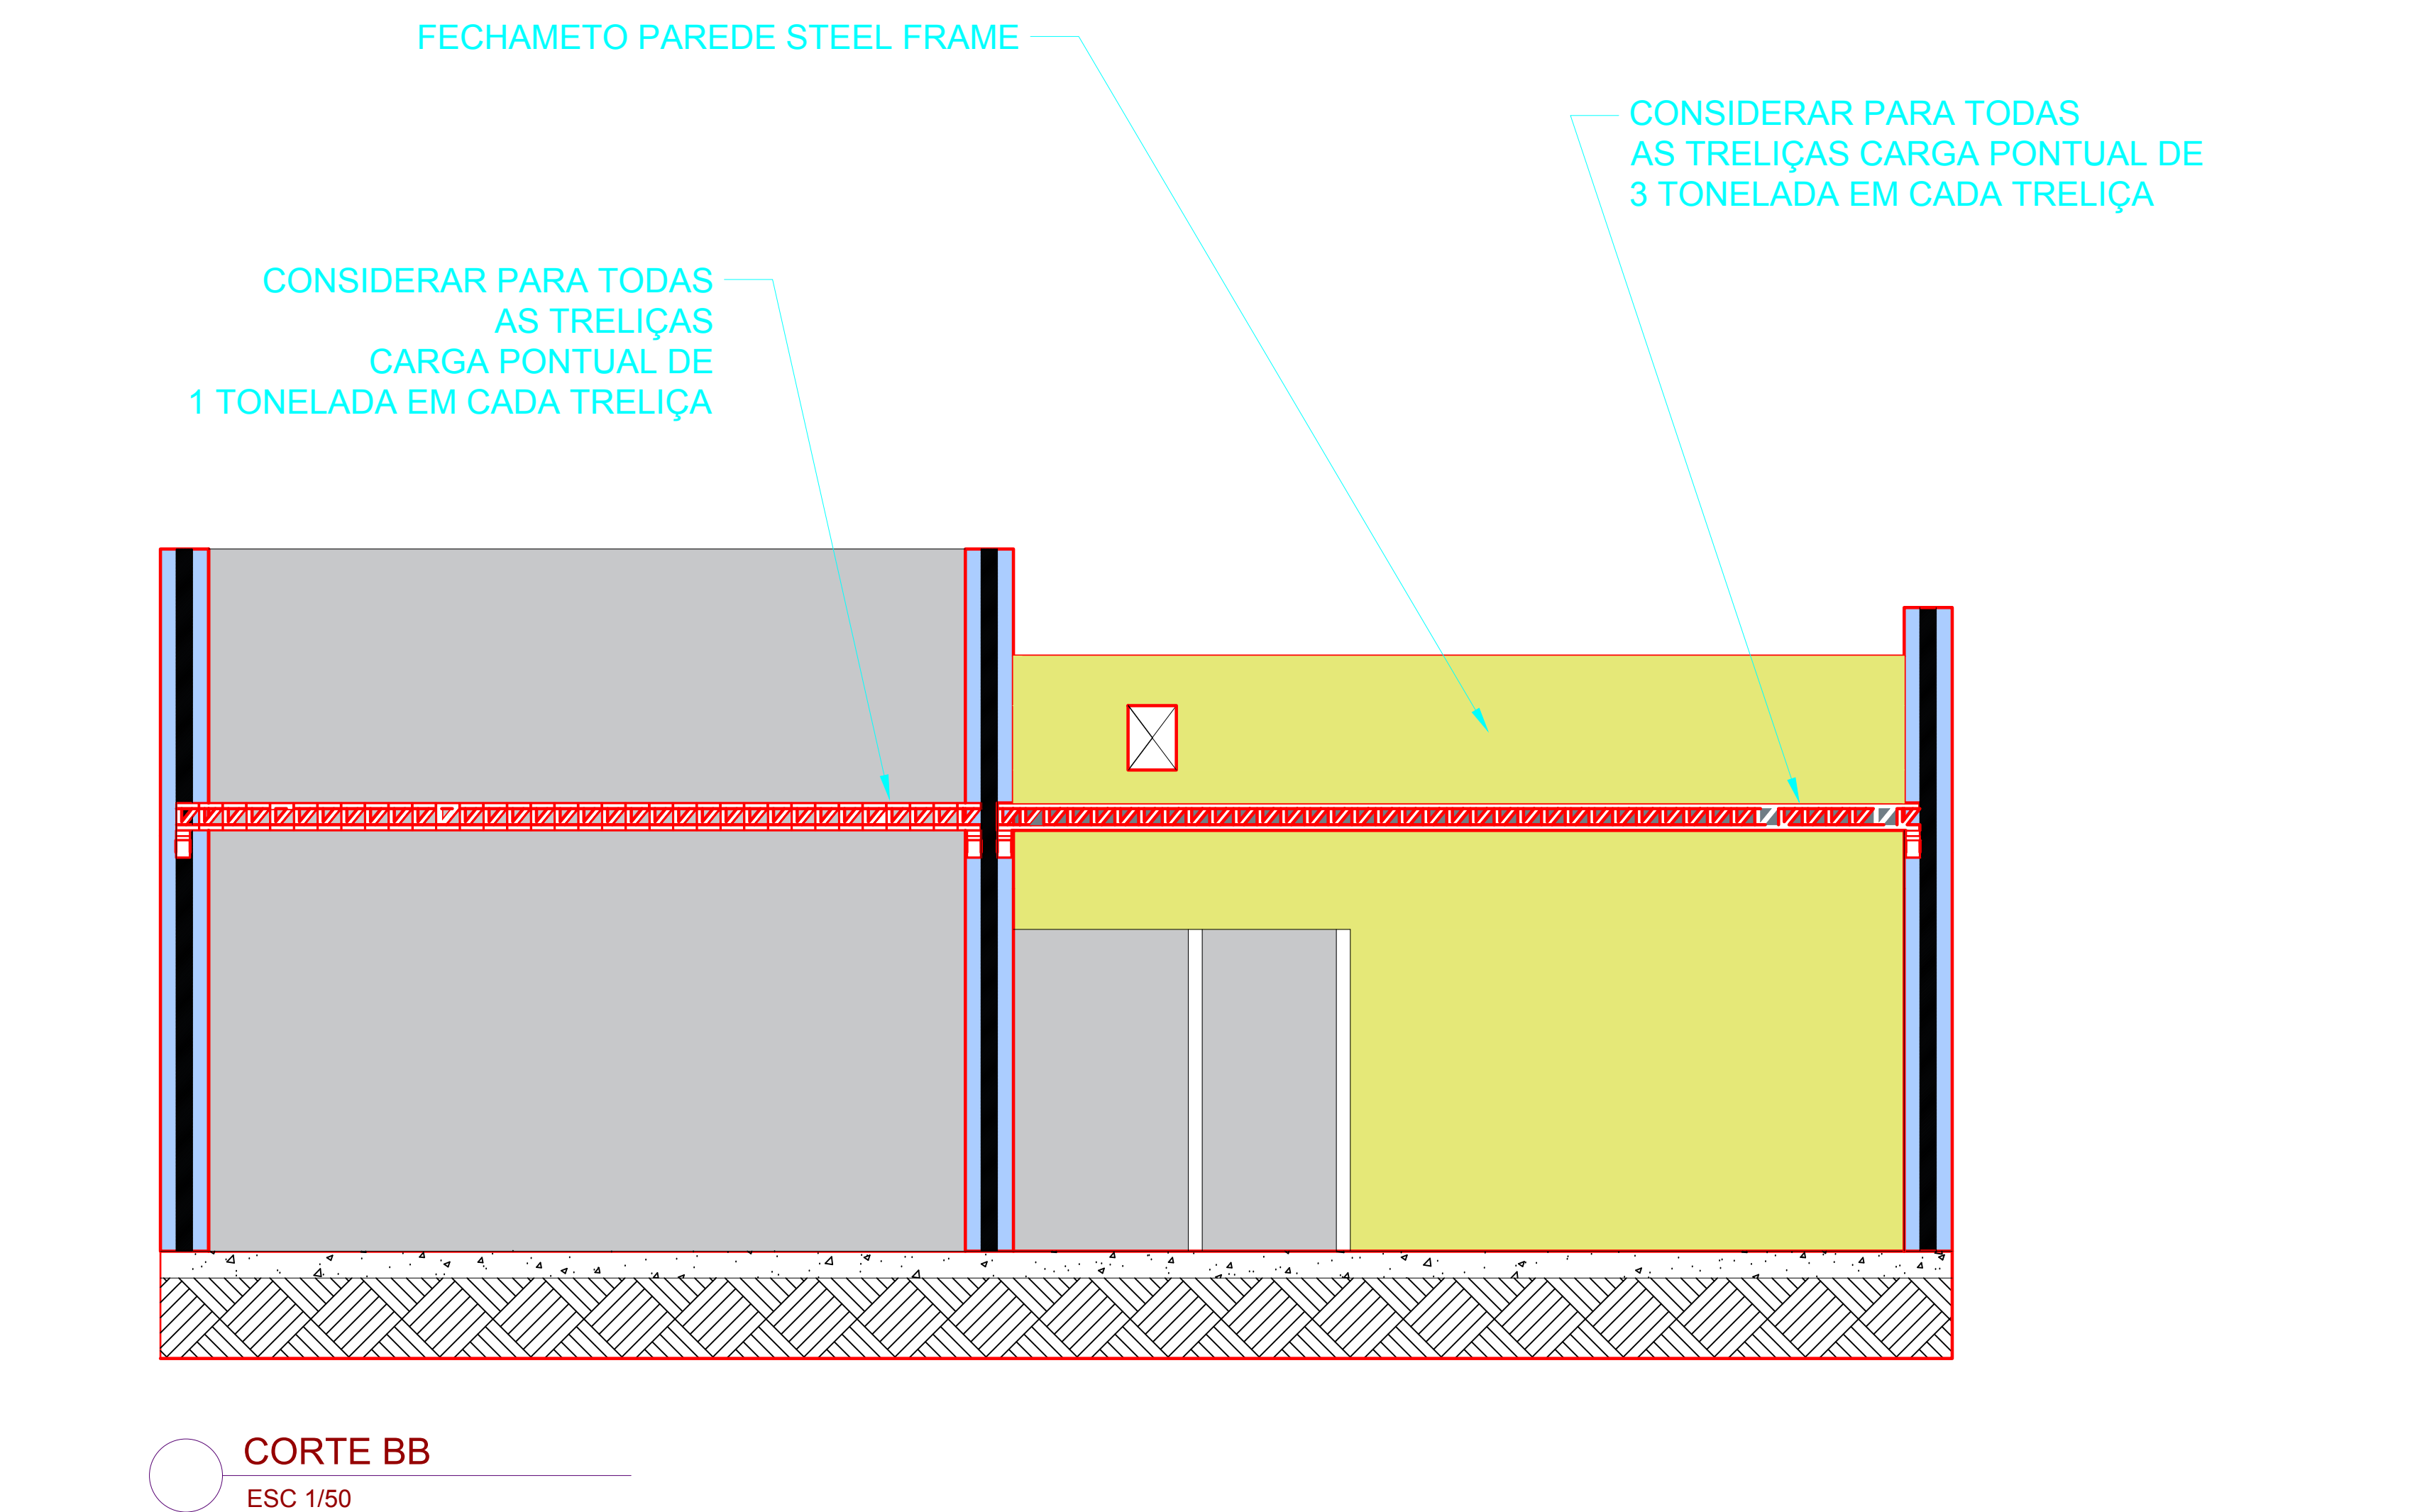 FECHAMETO PAREDE STEEL FRAME
CONSIDERAR PARA TODAS
AS TRELIÇAS CARGA PONTUAL DE
3 TONELADA EM CADA TRELIÇA
CONSIDERAR PARA TODAS
AS TRELIÇAS
CARGA PONTUAL DE
1 TONELADA EM CADA TRELIÇA
CORTE BB
ESC 1/50